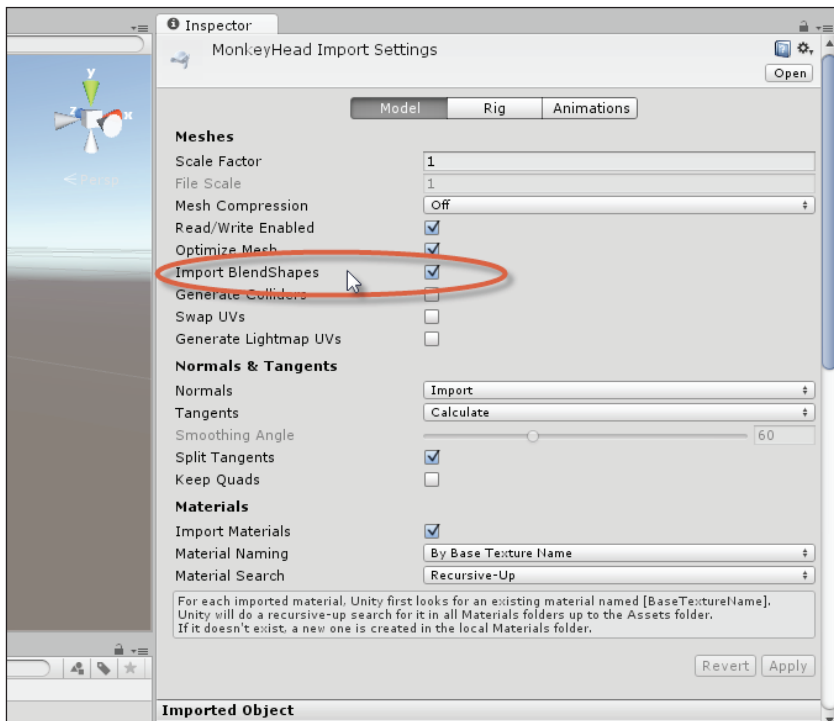 Inspector
MonkeyHead Import Settings
Open
Model Rig Animations
Meshes
Scale Factor 1
File Scale 1
Mesh Compression Off
Read/Write Enabled
Optimize Mesh
Import BlendShapes
Generate Colliders
Swap UVs
Generate Lightmap UVs
Normals & Tangents
Normals Import
Tangents Calculate
Smoothing Angle 60
Split Tangents
Keep Quads
Materials
Import Materials
Material Naming By Base Texture Name
Material Search Recursive-Up
For each imported material, Unity first looks for an existing material named [BaseTextureName].
Unity will do a recursive-up search for it in all Materials folders up to the Assets folder.
If it doesn't exist, a new one is created in the local Materials folder.
Revert Apply
Imported Object
y
z x
Persp